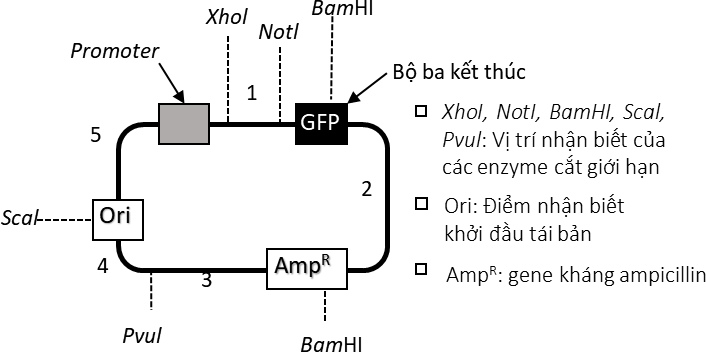 XhoI
BamHI
NotI
Promoter
Bộ ba kết thúc
1
GFP
5
2
ScaI
Ori
4
3
AmpR
PvuI
BamHI
XhoI, NotI, BamHI, ScaI,
PvuI: Vị trí nhận biết của
các enzyme cắt giới hạn
Ori: Điểm nhận biết
khởi đầu tái bản
AmpR: gene kháng ampicillin